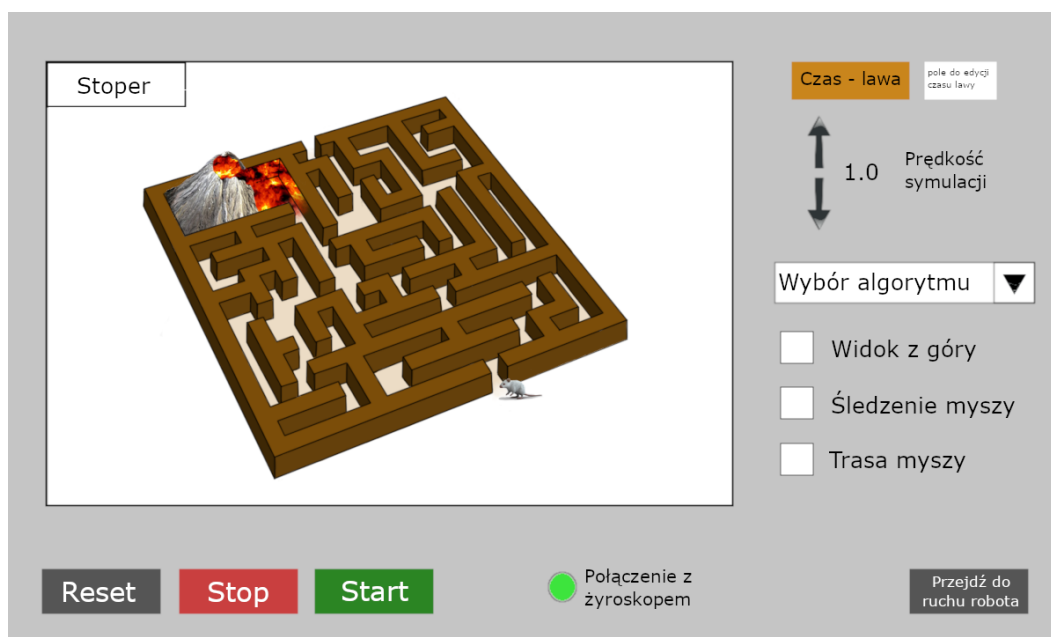 Stoper
Czas - lawa
pole do edycji
czasu lawy
1.0
Prędkość
symulacji
Wybór algorytmu
Widok z góry
Śledzenie myszy
Trasa myszy
Reset
Stop
Start
Połączenie z
żyroskopem
Przejdź do
ruchu robota